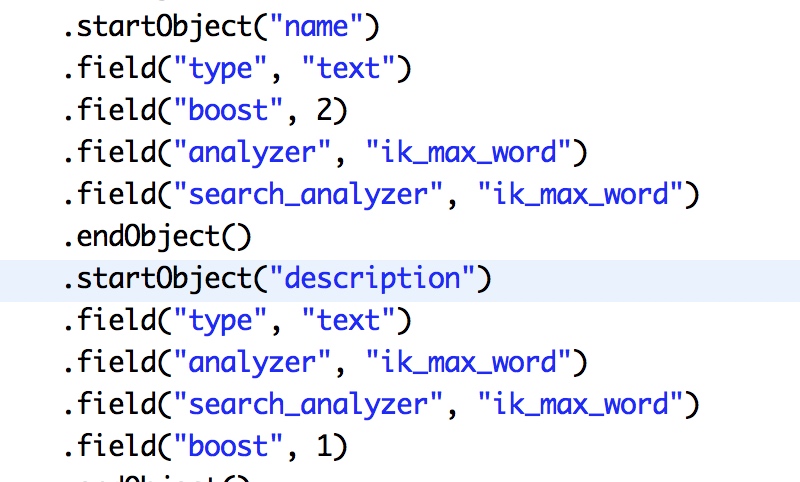 .startObject("name")
.field("type", "text")
.field("boost", 2)
.field("analyzer", "ik_max_word")
.field("search_analyzer", "ik_max_word")
.endObject()
.startObject("description")
.field("type", "text")
.field("analyzer", "ik_max_word")
.field("search_analyzer", "ik_max_word")
.field("boost", 1)
.endObject()